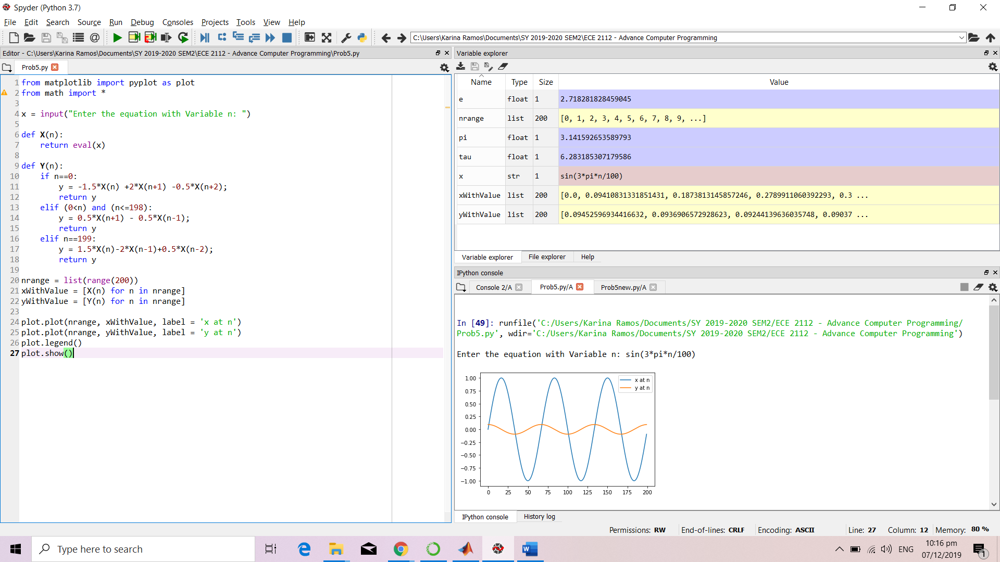 Spyder (Python 3.7)
File Edit Search Source Run Debug Consoles Projects Tools View Help
C:\Users\Karina Ramos\Documents\SY 2019-2020 SEM2\ECE 2112 - Advance Computer Programming
Editor - C:\Users\Karina Ramos\Documents\SY 2019-2020 SEM2\ECE 2112 - Advance Computer Programming\Prob5.py
Prob5.py
1 from matplotlib import pyplot as plot
2 from math import *
3
4 x = input("Enter the equation with Variable n: ")
5
6 def X(n):
7     return eval(x)
8
9 def Y(n):
10     if n==0:
11         y = -1.5*X(n) +2*X(n+1) -0.5*X(n+2);
12         return y
13     elif (0<n) and (n<=198):
14         y = 0.5*X(n+1) - 0.5*X(n-1);
15         return y
16     elif n==199:
17         y = 1.5*X(n)-2*X(n-1)+0.5*X(n-2);
18         return y
19
20 nrange = list(range(200))
21 xWithValue = [X(n) for n in nrange]
22 yWithValue = [Y(n) for n in nrange]
23
24 plot.plot(nrange, xWithValue, label = 'x at n')
25 plot.plot(nrange, yWithValue, label = 'y at n')
26 plot.legend()
27 plot.show()
Variable explorer
Name Type Size Value
e float 1 2.718281828459045
nrange list 200 [0, 1, 2, 3, 4, 5, 6, 7, 8, 9, ...]
pi float 1 3.141592653589793
tau float 1 6.283185307179586
x str 1 sin(3*pi*n/100)
xWithValue list 200 [0.0, 0.09410831331851431, 0.1873813145857246, 0.2789911060392293, 0.3 ...
yWithValue list 200 [0.09452596934416632, 0.0936906572928623, 0.09244139636035748, 0.09037 ...
Variable explorer File explorer Help
IPython console
Console 2/A Prob5.py/A Prob5new.py/A
In [49]: runfile('C:/Users/Karina Ramos/Documents/SY 2019-2020 SEM2/ECE 2112 - Advance Computer Programming/
Prob5.py', wdir='C:/Users/Karina Ramos/Documents/SY 2019-2020 SEM2/ECE 2112 - Advance Computer Programming')
Enter the equation with Variable n: sin(3*pi*n/100)
x at n
y at n
1.00
0.75
0.50
0.25
0.00
−0.25
−0.50
−0.75
−1.00
0 25 50 75 100 125 150 175 200
IPython console History log
Permissions: RW End-of-lines: CRLF Encoding: ASCII Line: 27 Column: 12 Memory: 80 %
Type here to search
ENG
10:16 pm
07/12/2019
1